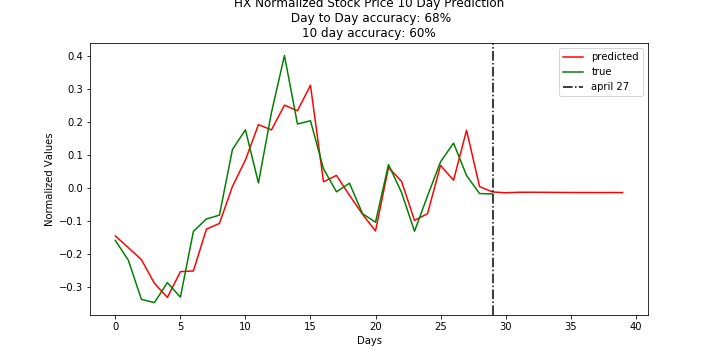 HX Normalized Stock Price 10 Day Prediction
Day to Day accuracy: 68%
10 day accuracy: 60%
predicted
true
april 27
Normalized Values
0.4
0.3
0.2
0.1
0.0
−0.1
−0.2
−0.3
0 5 10 15 20 25 30 35 40
Days